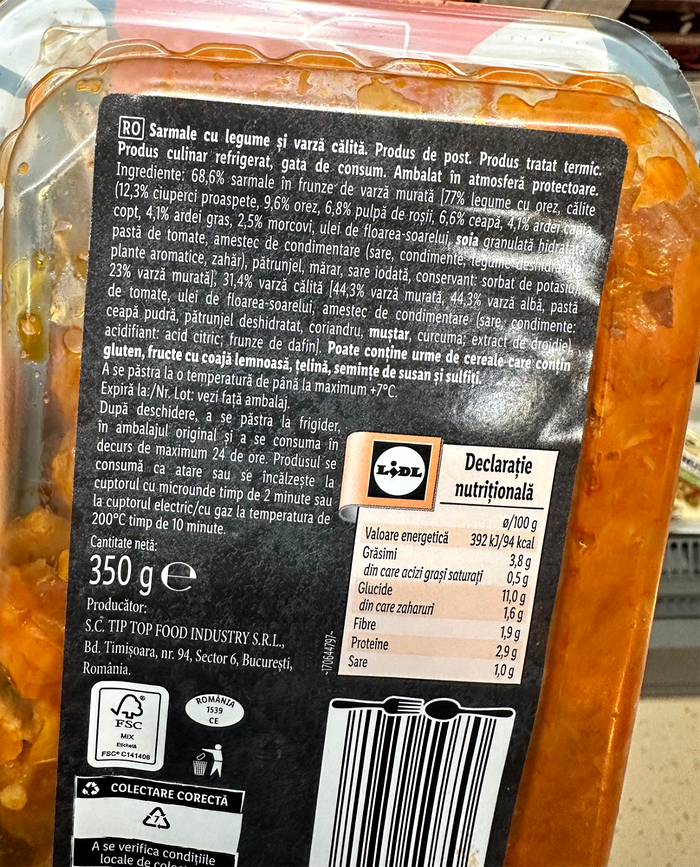 RO Sarmale cu legume și varză călită. Produs de post. Produs tratat termic.
Produs culinar refrigerat, gata de consum. Ambalat în atmosferă protectoare.
Ingrediente: 68,6% sarmale în frunze de varză murată [77% legume cu orez, călite
(12,3% ciuperci proaspete, 9,6% orez, 6,8% pulpă de roșii, 6,6% ceapă, 4,1% ardei capia
copt, 4,1% ardei gras, 2,5% morcovi, ulei de floarea-soarelui, soia granulată hidratată,
pastă de tomate, amestec de condimentare (sare, condimente, legume deshidratate,
plante aromatice, zahăr), pătrunjel, mărar, sare iodată, conservant: sorbat de potasiu),
23% varză murată], 31,4% varză călită [44,3% varză murată, 44,3% varză albă, pastă
de tomate, ulei de floarea-soarelui, amestec de condimentare (sare, condimente:
ceapă pudră, pătrunjel deshidratat, coriandru, muștar, curcuma; extract de drojdie),
acidifiant: acid citric; frunze de dafin]. Poate conține urme de cereale care conțin
gluten, fructe cu coajă lemnoasă, țelină, semințe de susan și sulfiți.
A se păstra la o temperatură de până la maximum +7°C.
Expiră la:/Nr. Lot: vezi față ambalaj.
După deschidere, a se păstra la frigider,
în ambalajul original și a se consuma în
decurs de maximum 24 de ore. Produsul se
consumă ca atare sau se încălzește la
cuptorul cu microunde timp de 2 minute sau
la cuptorul electric/cu gaz la temperatura de
200°C timp de 10 minute.
Cantitate netă:
350 g ℮
Producător:
S.C. TIP TOP FOOD INDUSTRY S.R.L.,
Bd. Timișoara, nr. 94, Sector 6, București,
România.
LIDL
Declarație
nutrițională
ø/100 g
Valoare energetică 392 kJ/94 kcal
Grăsimi 3,8 g
din care acizi grași saturați 0,5 g
Glucide 11,0 g
din care zaharuri 1,6 g
Fibre 1,9 g
Proteine 2,9 g
Sare 1,0 g
-170644797-
FSC
MIX
Etichetă
FSC® C141406
ROMÂNIA
1539
CE
COLECTARE CORECTĂ
A se verifica condițiile